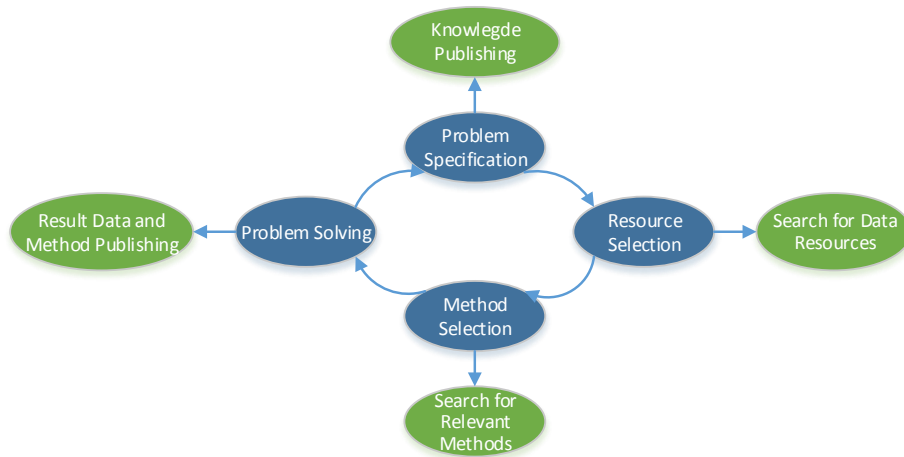 Knowlegde
Publishing
Problem
Specification
Result Data and
Method Publishing
Problem Solving
Resource
Selection
Search for Data
Resources
Method
Selection
Search for
Relevant
Methods